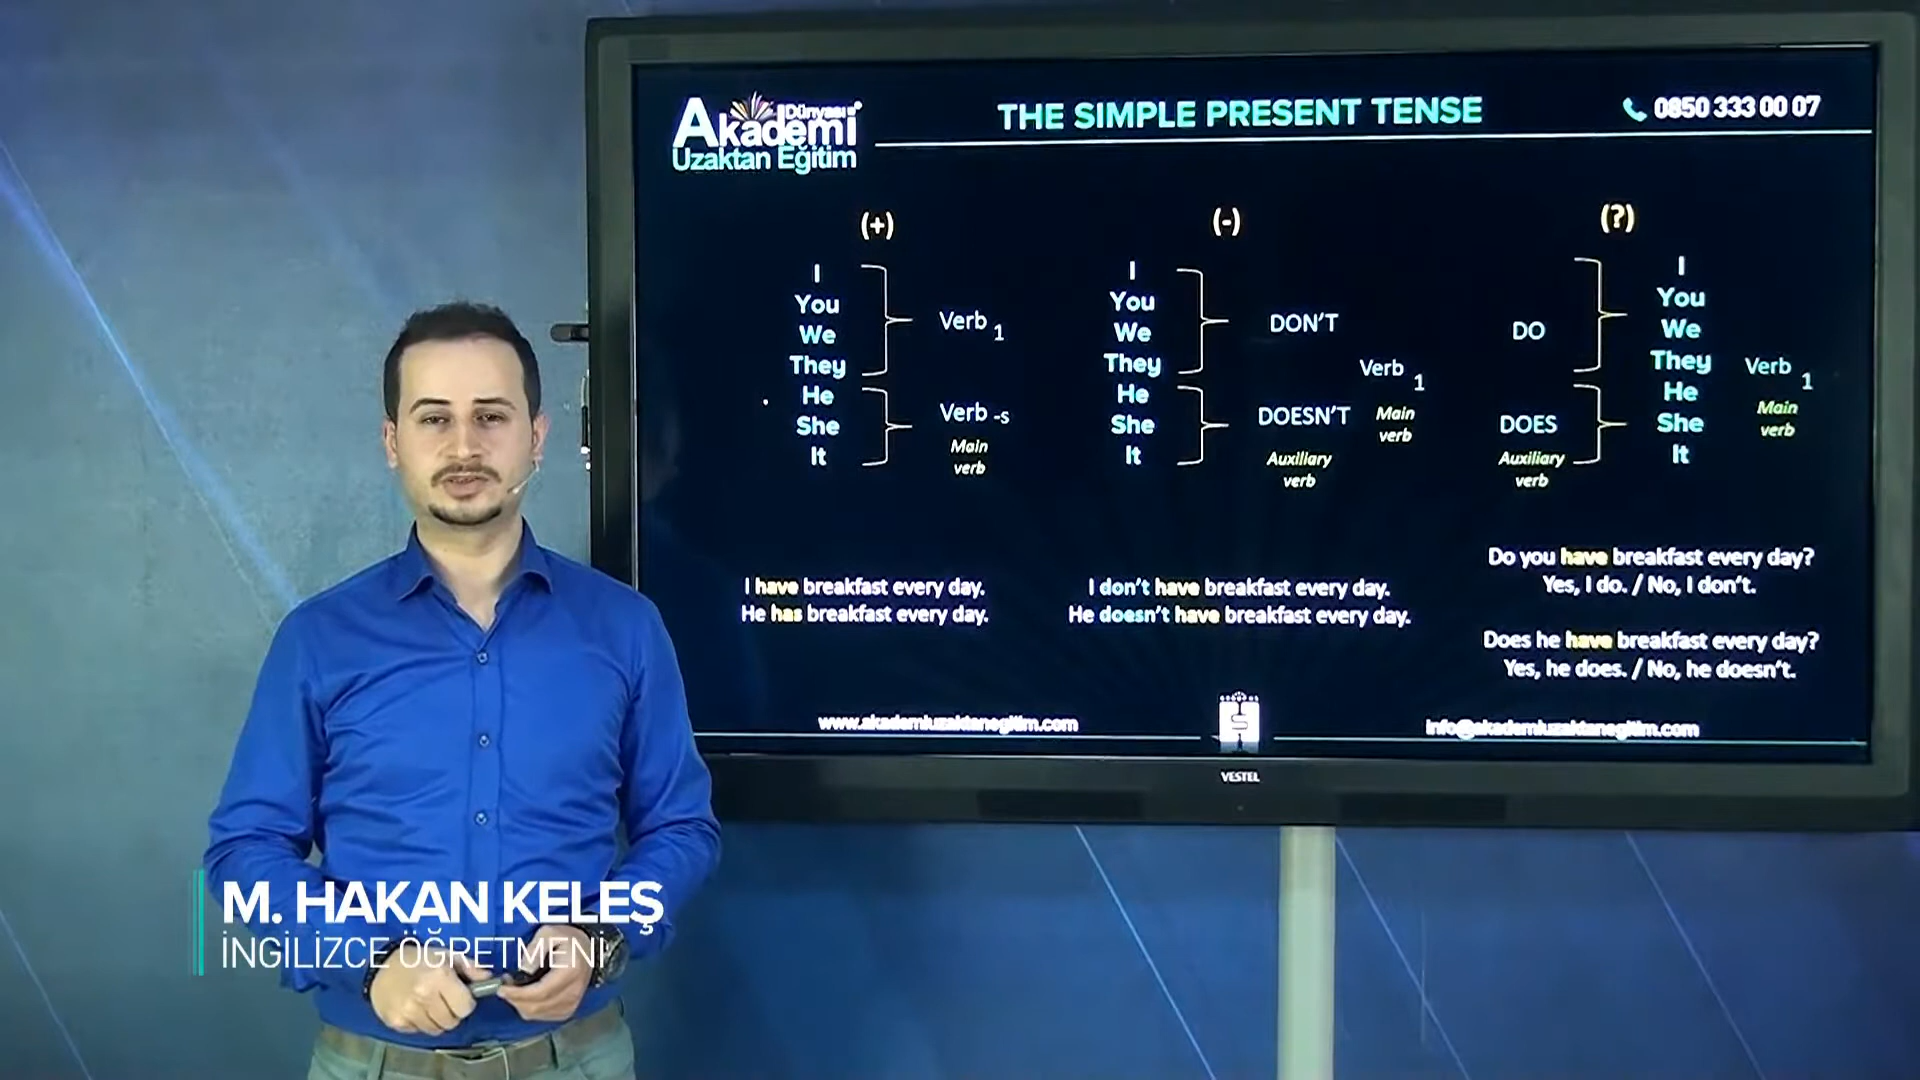 Dünyası
Akademi
Uzaktan Eğitim
THE SIMPLE PRESENT TENSE
0850 333 00 07
(+)
I
You
We
They
He
She
It
Verb 1
Verb -s
Main
verb
(-)
I
You
We
They
He
She
It
DON'T
DOESN'T
Auxiliary
verb
Verb 1
Main
verb
(?)
DO
DOES
Auxiliary
verb
I
You
We
They
He
She
It
Verb 1
Main
verb
I have breakfast every day.
He has breakfast every day.
I don't have breakfast every day.
He doesn't have breakfast every day.
Do you have breakfast every day?
Yes, I do. / No, I don't.
Does he have breakfast every day?
Yes, he does. / No, he doesn't.
www.akademiuzaktanegitim.com
S
info@akademiuzaktanegitim.com
VESTEL
M. HAKAN KELEŞ
İNGİLİZCE ÖĞRETMENİ